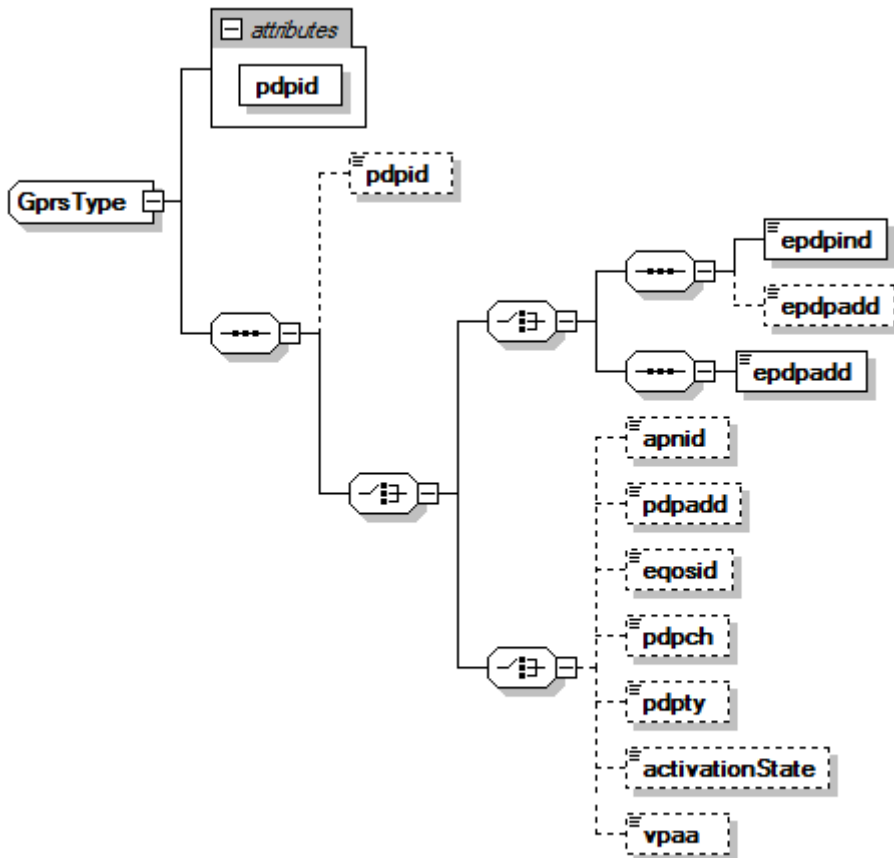 attributes
pdpid
pdpid
GprsType
epdpind
epdpadd
epdpadd
apnid
pdpadd
eqosid
pdpch
pdpty
activationState
vpaa